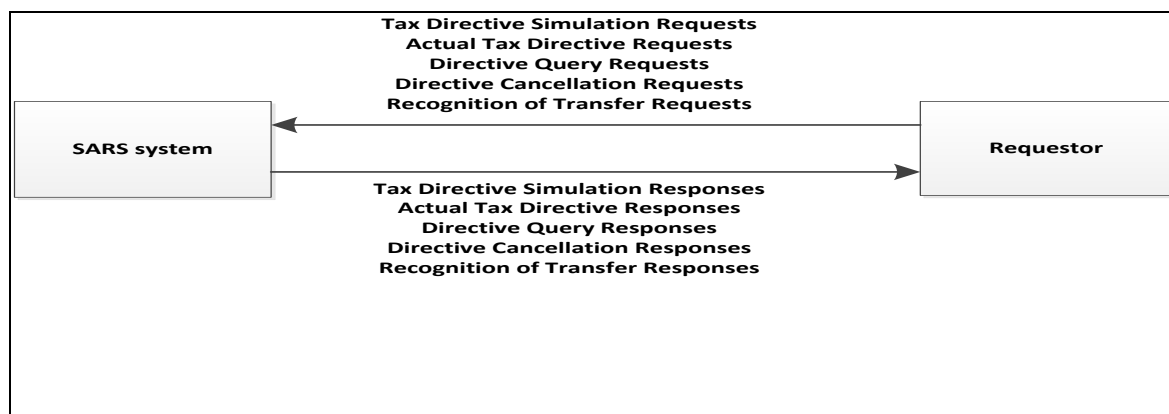 Tax Directive Simulation Requests
Actual Tax Directive Requests
Directive Query Requests
Directive Cancellation Requests
Recognition of Transfer Requests
SARS system
Requestor
Tax Directive Simulation Responses
Actual Tax Directive Responses
Directive Query Responses
Directive Cancellation Responses
Recognition of Transfer Responses